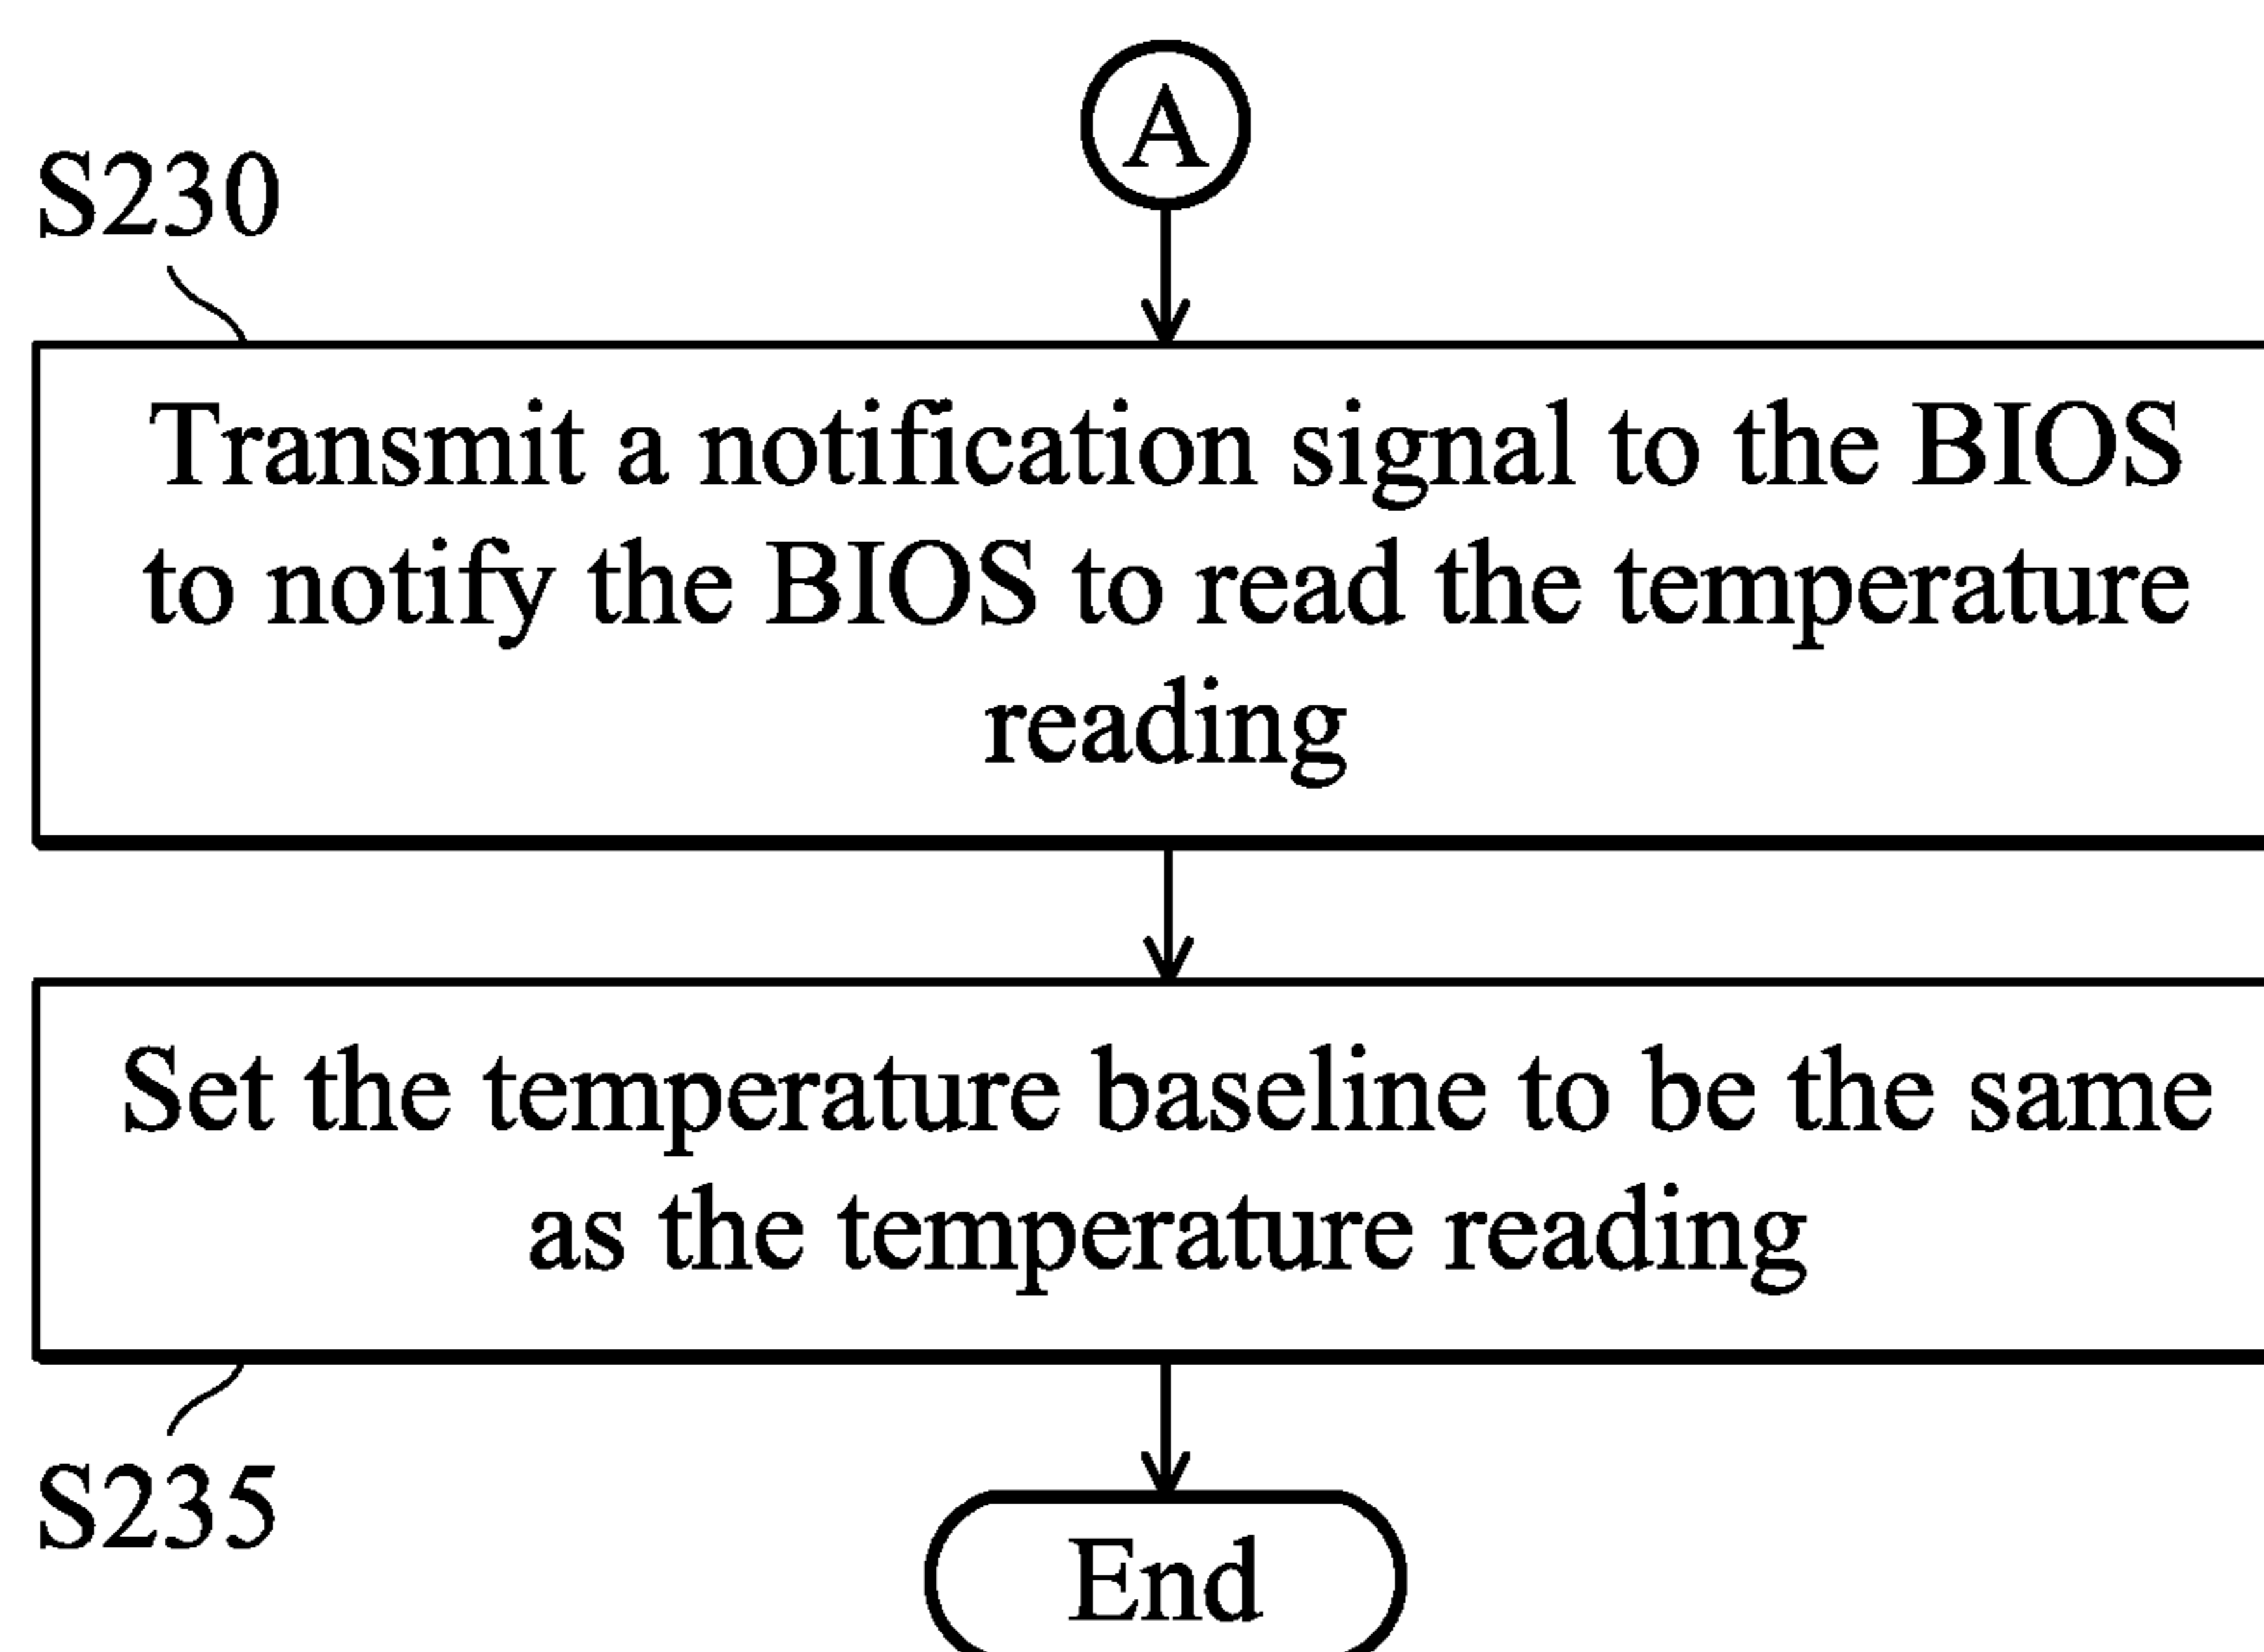 A
S230
Transmit a notification signal to the BIOS
to notify the BIOS to read the temperature
reading
Set the temperature baseline to be the same
as the temperature reading
S235
End